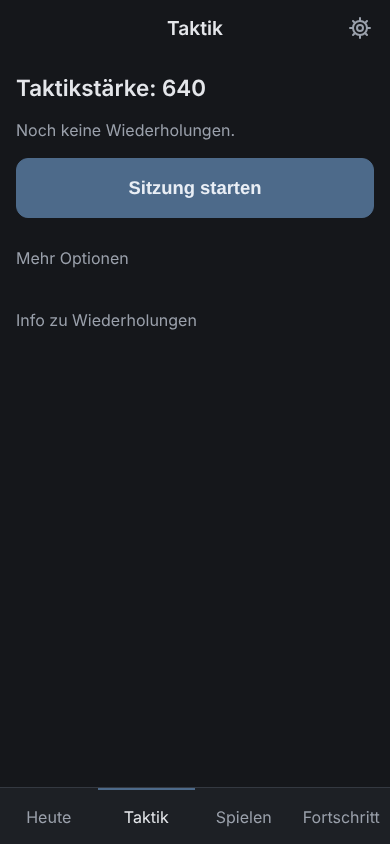 Taktik
Taktikstärke: 640
Noch keine Wiederholungen.
Sitzung starten
Mehr Optionen
Info zu Wiederholungen
Heute
Taktik
Spielen
Fortschritt